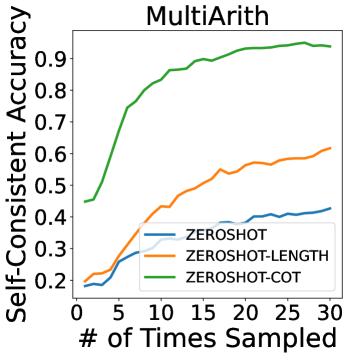 MultiArith
Self-Consistent Accuracy
0.9
0.8
0.7
0.6
0.5
0.4
0.3
0.2
ZEROSHOT
ZEROSHOT-LENGTH
ZEROSHOT-COT
0 5 10 15 20 25 30
# of Times Sampled